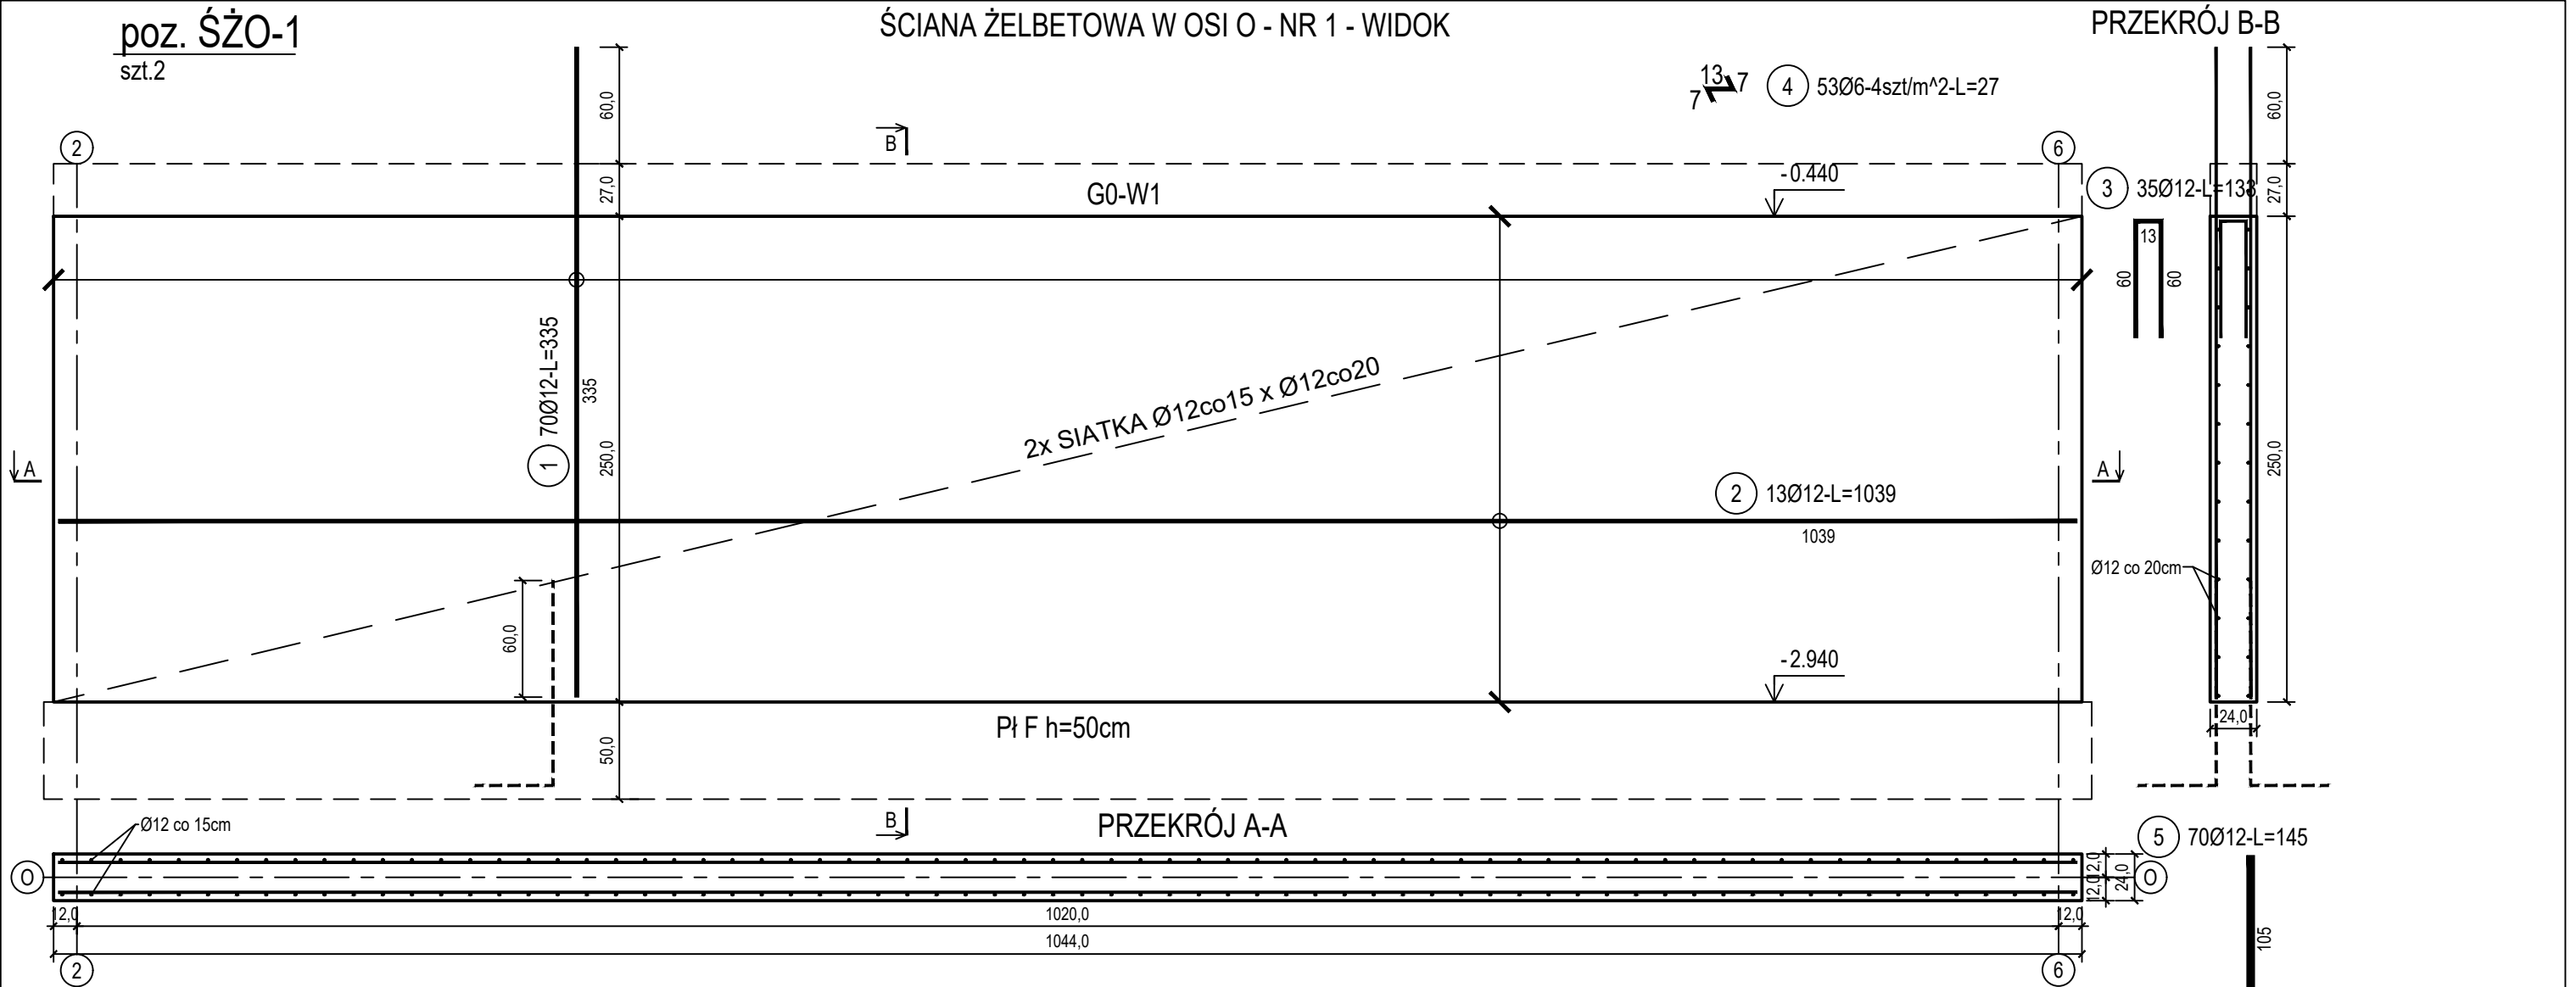 poz. ŚŻO-1
szt.2
ŚCIANA ŻELBETOWA W OSI O - NR 1 - WIDOK
PRZEKRÓJ B-B
13
7
7
4 53Ø6-4szt/m^2-L=27
60,0
60,0
2
B
6
27,0
G0-W1
-0.440
3 35Ø12-L=133
27,0
13
60
60
1 70Ø12-L=335
335
250,0
2x SIATKA Ø12co15 x Ø12co20
250,0
A
A
2 13Ø12-L=1039
1039
Ø12 co 20cm
60,0
-2.940
24,0
Pł F h=50cm
50,0
B
PRZEKRÓJ A-A
Ø12 co 15cm
5 70Ø12-L=145
O
12,0
12,0
24,0
O
12,0
1020,0
12,0
1044,0
105
2
6